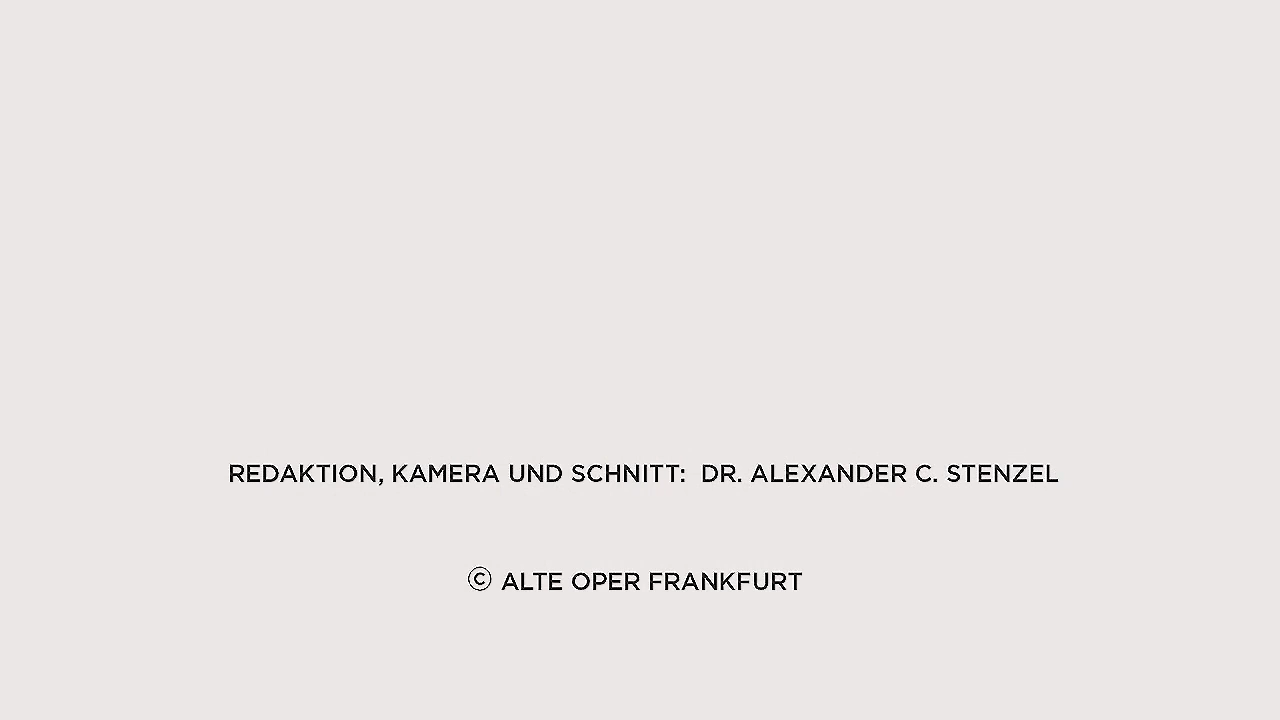 REDAKTION, KAMERA UND SCHNITT: DR. ALEXANDER C. STENZEL
© ALTE OPER FRANKFURT